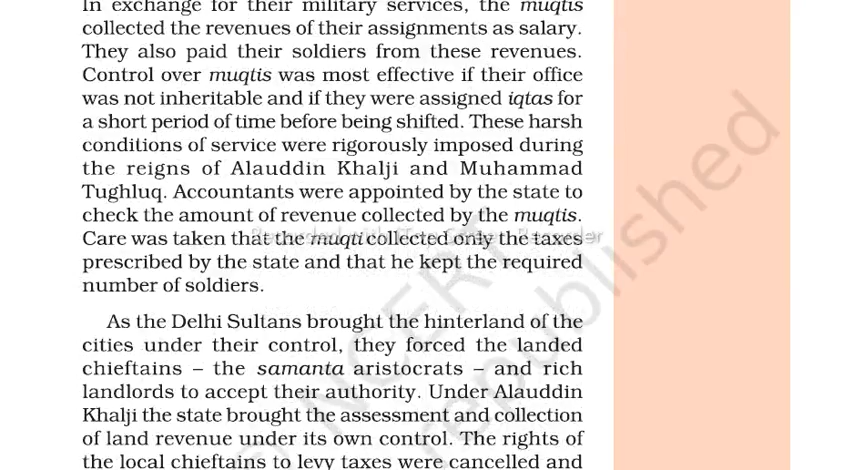 In exchange for their military services, the muqtis
collected the revenues of their assignments as salary.
They also paid their soldiers from these revenues.
Control over muqtis was most effective if their office
was not inheritable and if they were assigned iqtas for
a short period of time before being shifted. These harsh
conditions of service were rigorously imposed during
the reigns of Alauddin Khalji and Muhammad
Tughluq. Accountants were appointed by the state to
check the amount of revenue collected by the muqtis.
Care was taken that the muqti collected only the taxes
prescribed by the state and that he kept the required
number of soldiers.
As the Delhi Sultans brought the hinterland of the
cities under their control, they forced the landed
chieftains – the samanta aristocrats – and rich
landlords to accept their authority. Under Alauddin
Khalji the state brought the assessment and collection
of land revenue under its own control. The rights of
the local chieftains to levy taxes were cancelled and
NCERT
republished